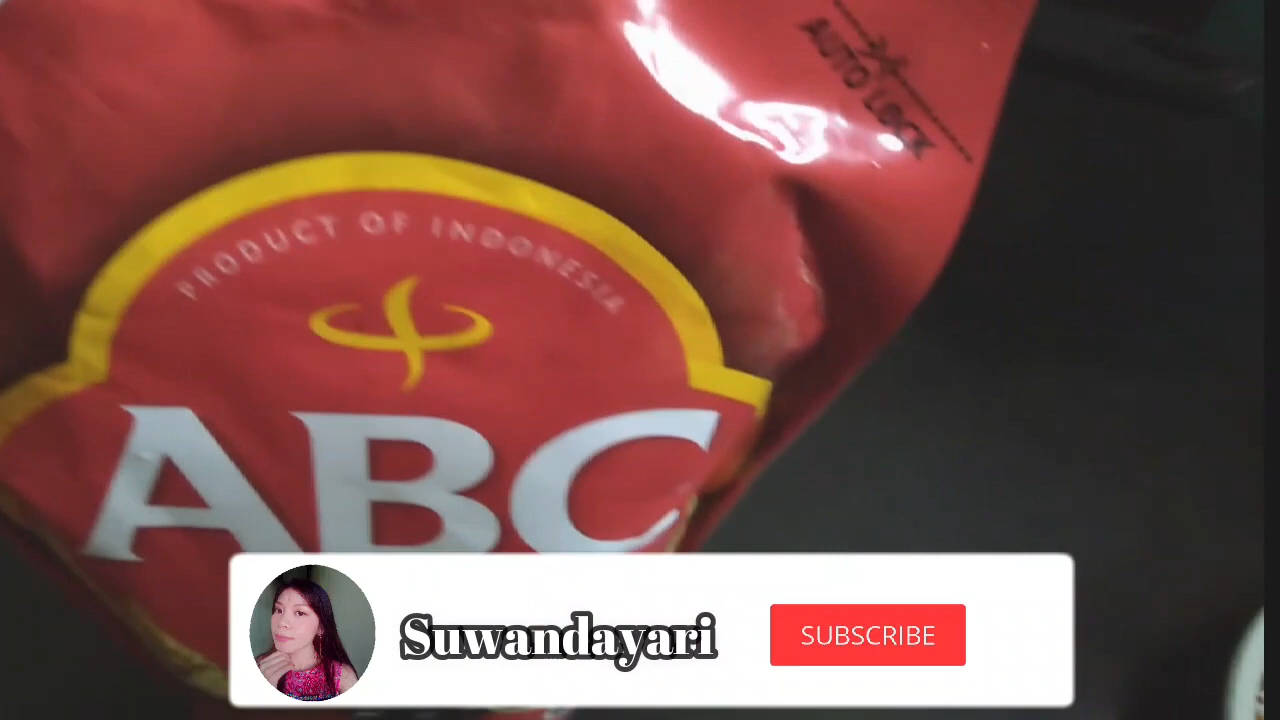 AUTO LOCK
PRODUCT OF INDONESIA
ABC
Suwandayari
SUBSCRIBE